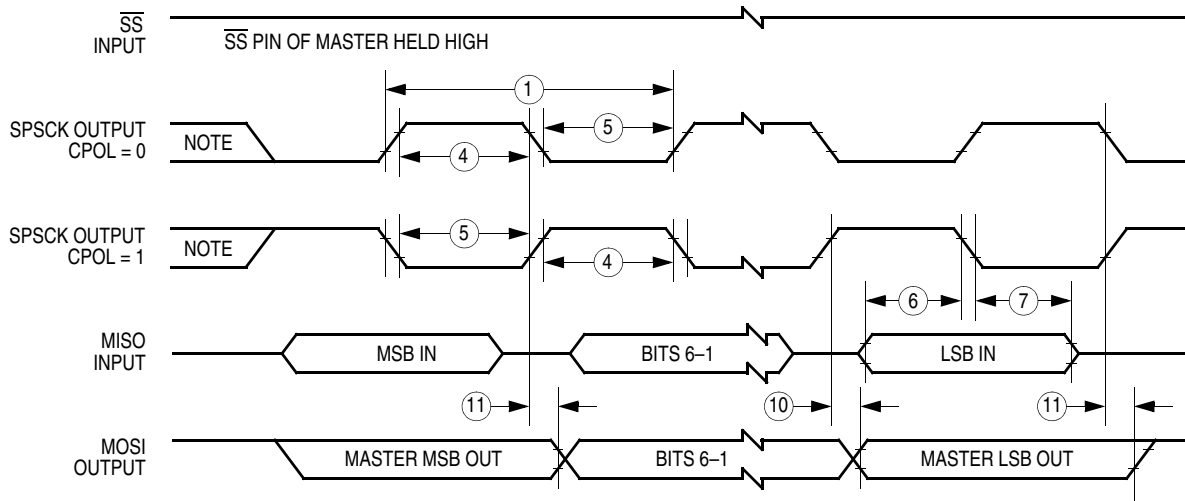 SS
INPUT
SS PIN OF MASTER HELD HIGH
1
SPSCK OUTPUT
CPOL = 0
NOTE
4
5
SPSCK OUTPUT
CPOL = 1
NOTE
5
4
6
7
MISO
INPUT
MSB IN
BITS 6–1
LSB IN
11
10
11
MOSI
OUTPUT
MASTER MSB OUT
BITS 6–1
MASTER LSB OUT